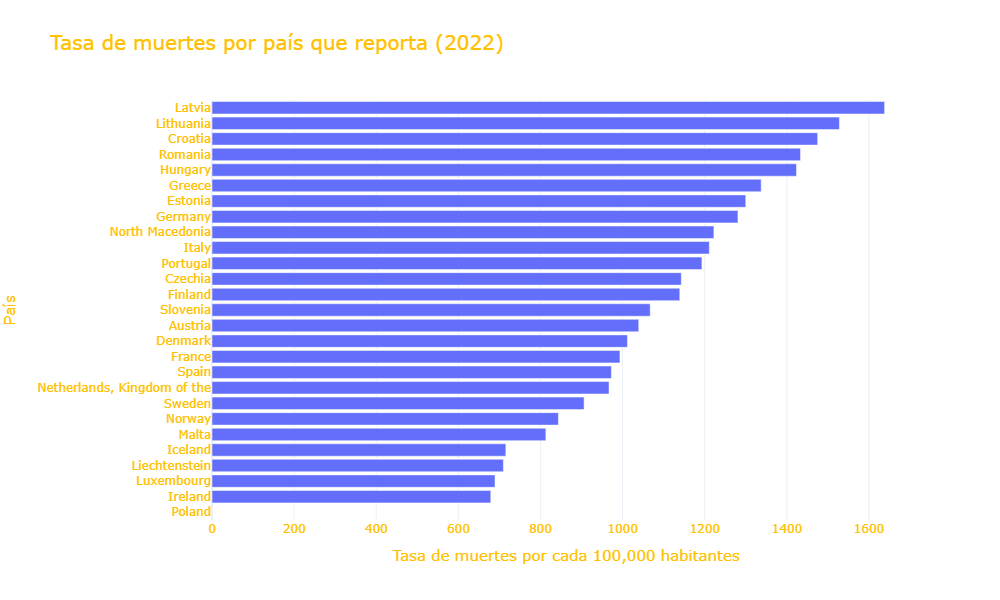 Tasa de muertes por país que reporta (2022)
País
Latvia
Lithuania
Croatia
Romania
Hungary
Greece
Estonia
Germany
North Macedonia
Italy
Portugal
Czechia
Finland
Slovenia
Austria
Denmark
France
Spain
Netherlands, Kingdom of the
Sweden
Norway
Malta
Iceland
Liechtenstein
Luxembourg
Ireland
Poland
0 200 400 600 800 1000 1200 1400 1600
Tasa de muertes por cada 100,000 habitantes